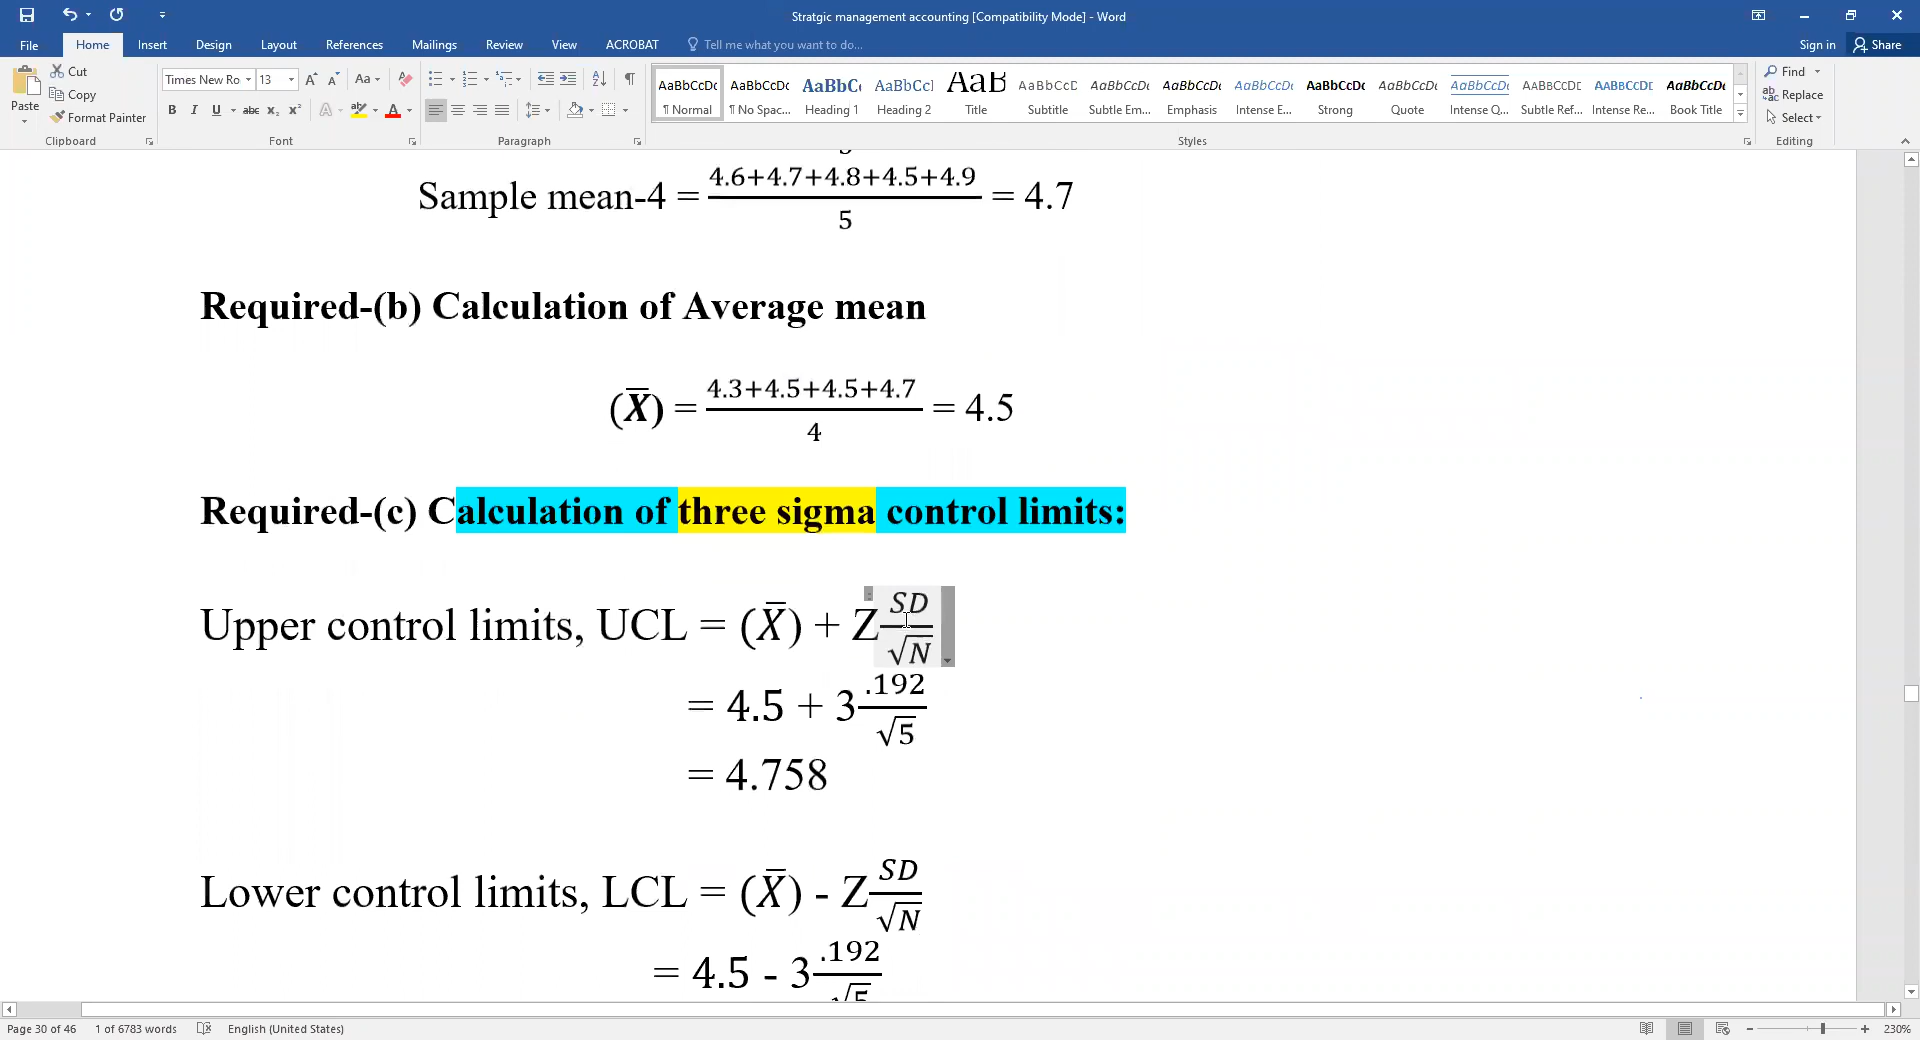 Stratgic management accounting [Compatibility Mode] - Word
File Home Insert Design Layout References Mailings Review View ACROBAT Tell me what you want to do... Sign in Share
Paste
Cut
Copy
Format Painter
Clipboard
Times New Ro 13
Font
Paragraph
AaBbCcDc AaBbCcDc AaBbC AaBbCc AaB AaBbCcD AaBbCcDc AaBbCcDc AaBbCcDc AaBbCcDc AaBbCcDc AaBbCcDc AABBCCDE AABBCCDE AaBbCcDc
¶ Normal ¶ No Spac... Heading 1 Heading 2 Title Subtitle Subtle Em... Emphasis Intense E... Strong Quote Intense Q... Subtle Ref... Intense Re... Book Title
Styles
Find
Replace
Select
Editing
Sample mean-4 = 4.6+4.7+4.8+4.5+4.9 / 5 = 4.7
Required-(b) Calculation of Average mean
(X̅) = 4.3+4.5+4.5+4.7 / 4 = 4.5
Required-(c) Calculation of three sigma control limits:
Upper control limits, UCL = (X̅) + Z SD / √N
= 4.5 + 3 .192 / √5
= 4.758
Lower control limits, LCL = (X̅) - Z SD / √N
= 4.5 - 3 .192 / √5
Page 30 of 46 1 of 6783 words English (United States) 230%